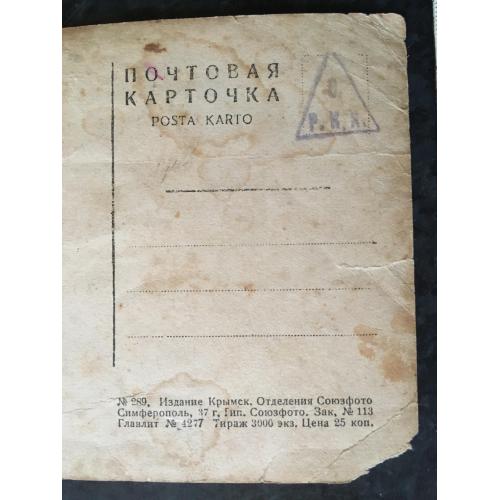 ПОЧТОВАЯ
КАРТОЧКА
POSTA KARTO
Р. К. К.
№ 289. Издание Крымск. Отделения Союзфото
Симферополь, 37 г. Тип. Союзфото. Зак. № 113
Главлит № 4277 Тираж 3000 экз. Цена 25 коп.